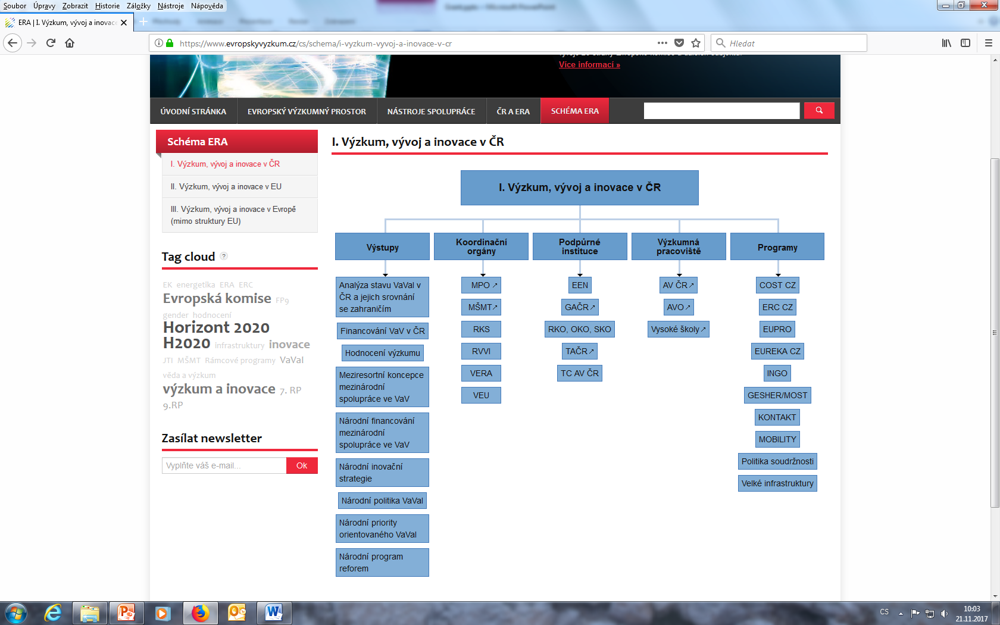 Soubor Úpravy Zobrazit Historie Záložky Nástroje Nápověda
ERA | I. Výzkum, vývoj a inovace
https://www.evropskyvyzkum.cz/cs/schema/i-vyzkum-vyvoj-a-inovace-v-cr
Hledat
Více informací »
ÚVODNÍ STRÁNKA
EVROPSKÝ VÝZKUMNÝ PROSTOR
NÁSTROJE SPOLUPRÁCE
ČR A ERA
SCHÉMA ERA
Schéma ERA
I. Výzkum, vývoj a inovace v ČR
II. Výzkum, vývoj a inovace v EU
III. Výzkum, vývoj a inovace v Evropě
(mimo struktury EU)
Tag cloud ?
EK energetika ERA ERC
Evropská komise FP9
gender hodnocení
Horizont 2020
H2020 infrastruktury inovace
JTI MŠMT Rámcové programy VaVaI
věda a výzkum
výzkum a inovace 7. RP
9.RP
Zasílat newsletter
Vyplňte váš e-mail... Ok
I. Výzkum, vývoj a inovace v ČR
I. Výzkum, vývoj a inovace v ČR
Výstupy
Analýza stavu VaVaI v
ČR a jejich srovnání
se zahraničím
Financování VaV v ČR
Hodnocení výzkumu
Meziresortní koncepce
mezinárodní
spolupráce ve VaV
Národní financování
mezinárodní
spolupráce ve VaV
Národní inovační
strategie
Národní politika VaVaI
Národní priority
orientovaného VaVaI
Národní program
reforem
Koordinační
orgány
MPO
MŠMT
RKS
RVVI
VERA
VEU
Podpůrné
instituce
EEN
GAČR
RKO, OKO, SKO
TAČR
TC AV ČR
Výzkumná
pracoviště
AV ČR
AVO
Vysoké školy
Programy
COST CZ
ERC CZ
EUPRO
EUREKA CZ
INGO
GESHER/MOST
KONTAKT
MOBILITY
Politika soudržnosti
Velké infrastruktury
CS
10:03
21.11.2017